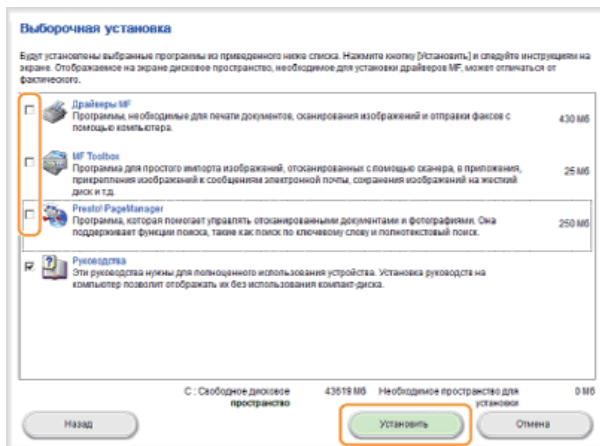 Выборочная установка
Будут установлены выбранные программы из приведенного ниже списка. Нажмите кнопку [Установить] и следуйте инструкциям на
экране. Отображаемое на экране дисковое пространство, необходимое для установки драйверов MF, может отличаться от
фактического.
Драйверы MF
Программы, необходимые для печати документов, сканирования изображений и отправки факсов с
помощью компьютера.
430 Мб
MF Toolbox
Программа для простого импорта изображений, отсканированных с помощью сканера, в приложения,
прикрепления изображений к сообщениям электронной почты, сохранения изображений на жесткий
диск и т.д.
25 Мб
Presto! PageManager
Программа, которая помогает управлять отсканированными документами и фотографиями. Она
поддерживает функции поиска, такие как поиск по ключевому слову и полнотекстовый поиск.
250 Мб
Руководства
Эти руководства нужны для полноценного использования устройства. Установка руководств на
компьютер позволит отображать их без использования компакт-диска.
C : Свободное дисковое
пространство
43619 Мб
Необходимое пространство для
установки
0 Мб
Назад
Установить
Отмена